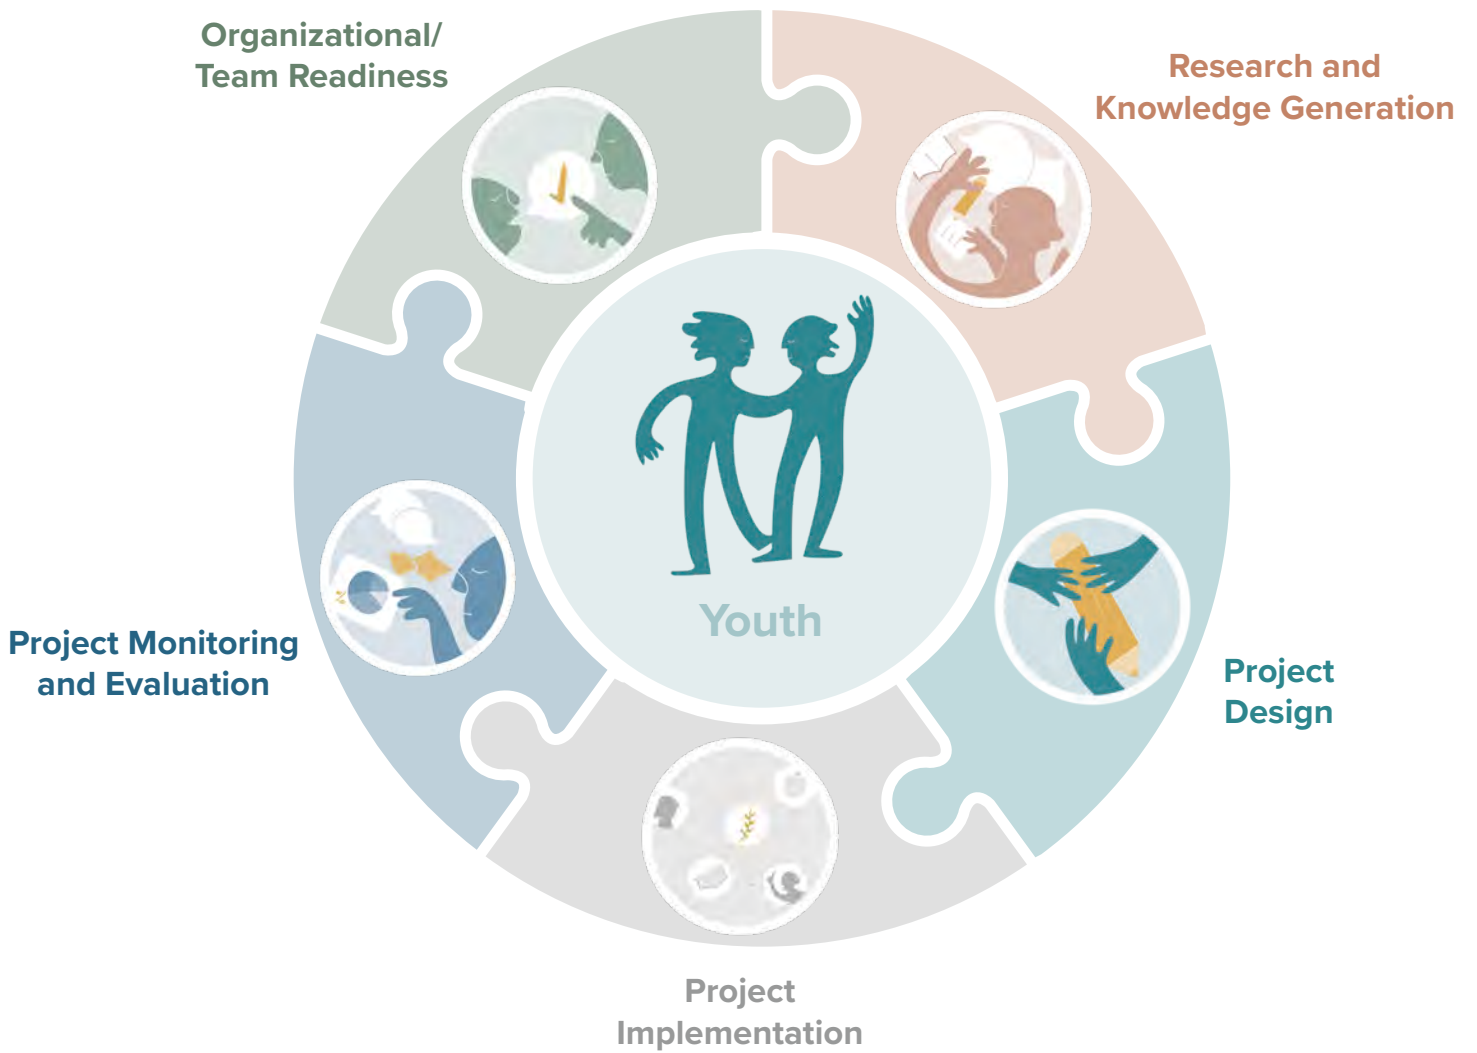 Organizational/
Team Readiness
Research and
Knowledge Generation
Youth
Project Monitoring
and Evaluation
Project
Design
Project
Implementation